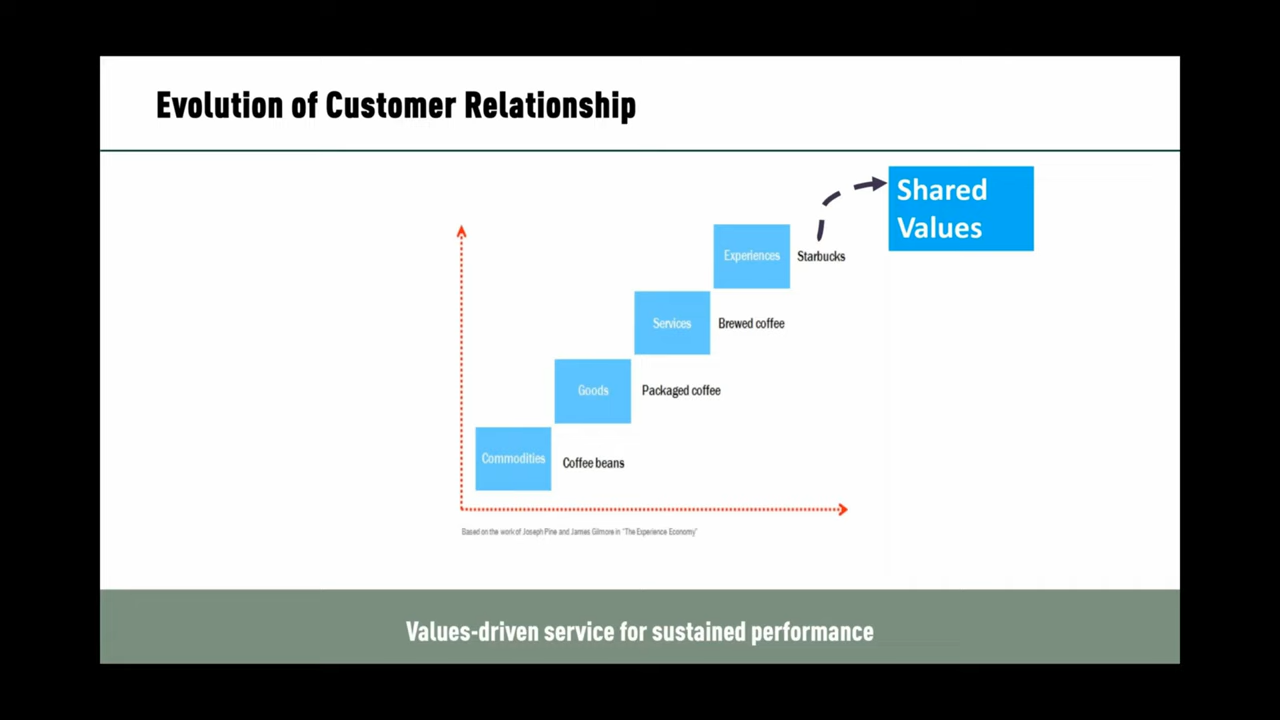 Evolution of Customer Relationship
Shared
Values
Experiences
Starbucks
Services
Brewed coffee
Goods
Packaged coffee
Commodities
Coffee beans
Based on the work of Joseph Pine and James Gilmore in "The Experience Economy"
Values-driven service for sustained performance